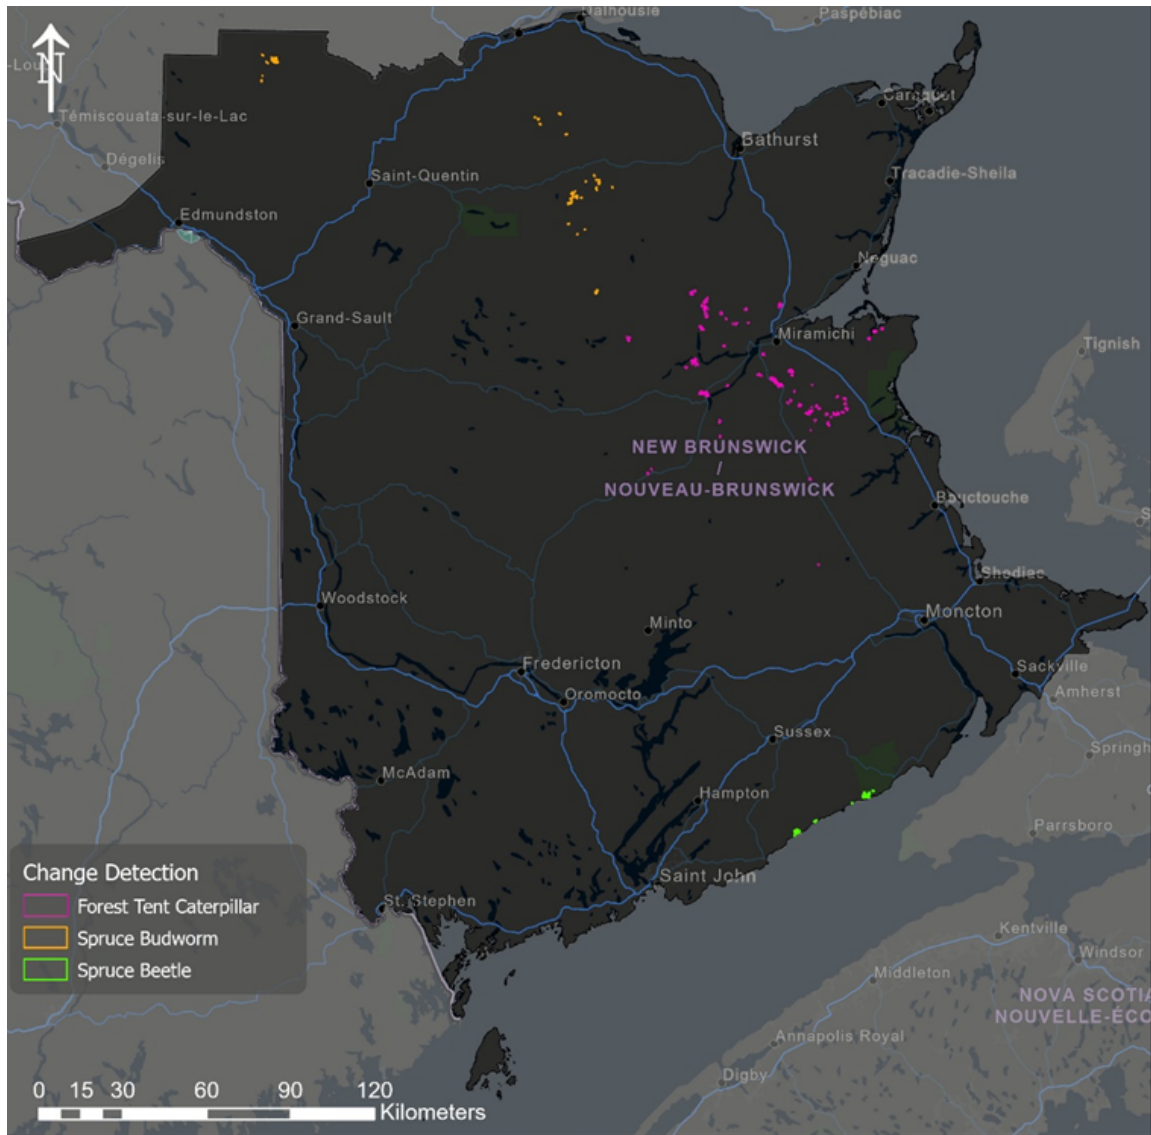 Dalhousie
Paspébiac
N
Témiscouata-sur-le-Lac
Caraquet
Bathurst
Dégelis
Saint-Quentin
Tracadie-Sheila
Edmundston
Neguac
Grand-Sault
Miramichi
Tignish
NEW BRUNSWICK
/
NOUVEAU-BRUNSWICK
Bouctouche
Shediac
Woodstock
Moncton
Minto
Fredericton
Sackville
Oromocto
Amherst
Sussex
Springh
McAdam
Hampton
Parrsboro
Change Detection
Saint John
Forest Tent Caterpillar
St. Stephen
Spruce Budworm
Kentville
Spruce Beetle
Windsor
Middleton
NOVA SCOTIA
NOUVELLE-ÉCO
Annapolis Royal
Digby
0 15 30 60 90 120
Kilometers